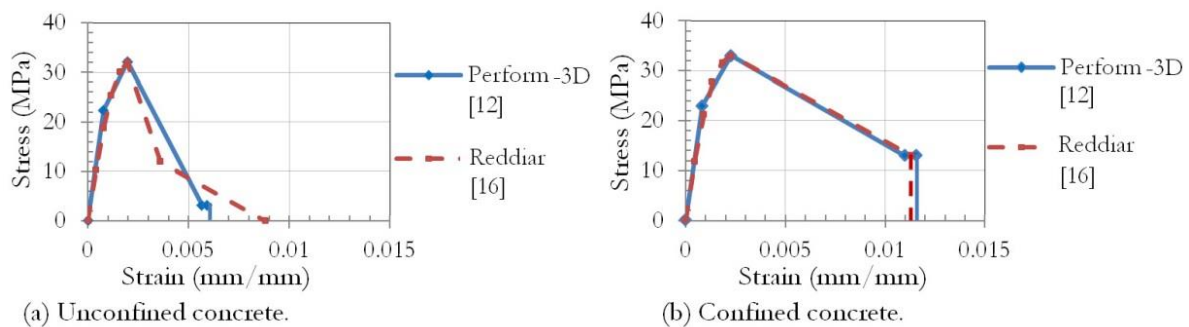 40
30
20
10
0
Stress (MPa)
0 0.005 0.01 0.015
Strain (mm/mm)
Perform -3D
[12]
Reddiar
[16]
(a) Unconfined concrete.
40
30
20
10
0
Stress (MPa)
0 0.005 0.01 0.015
Strain (mm/mm)
Perform -3D
[12]
Reddiar
[16]
(b) Confined concrete.